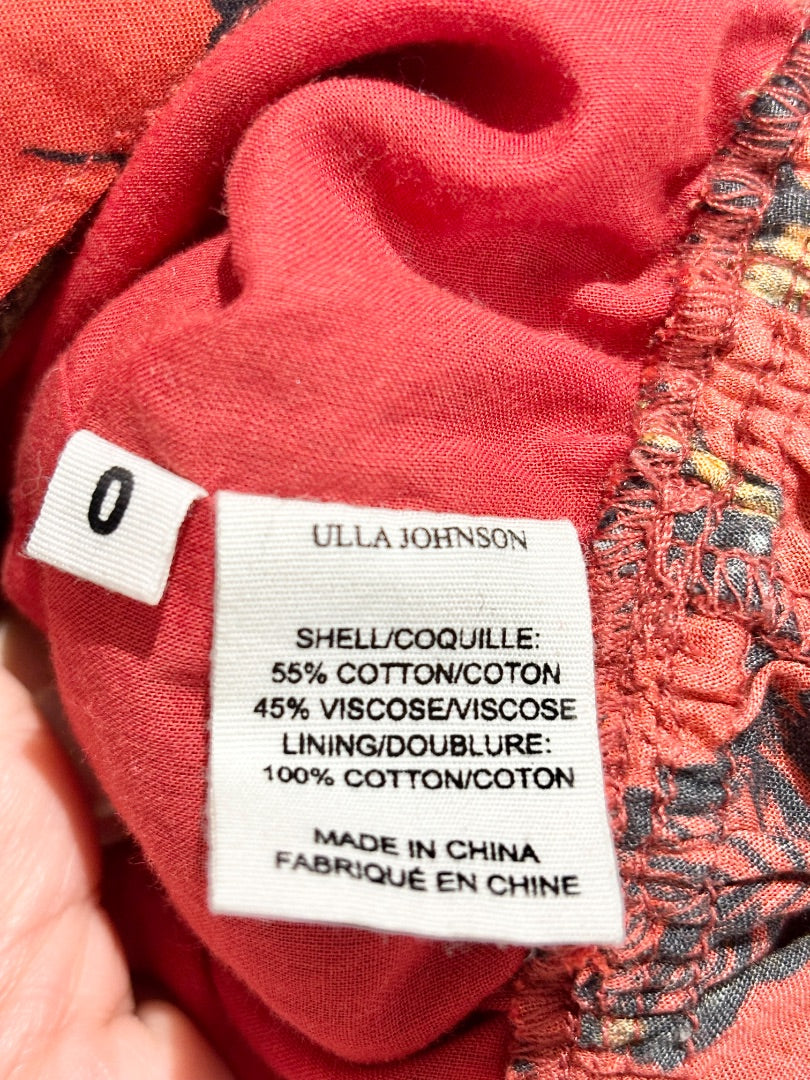 0
ULLA JOHNSON
SHELL/COQUILLE:
55% COTTON/COTON
45% VISCOSE/VISCOSE
LINING/DOUBLURE:
100% COTTON/COTON
MADE IN CHINA
FABRIQUÉ EN CHINE